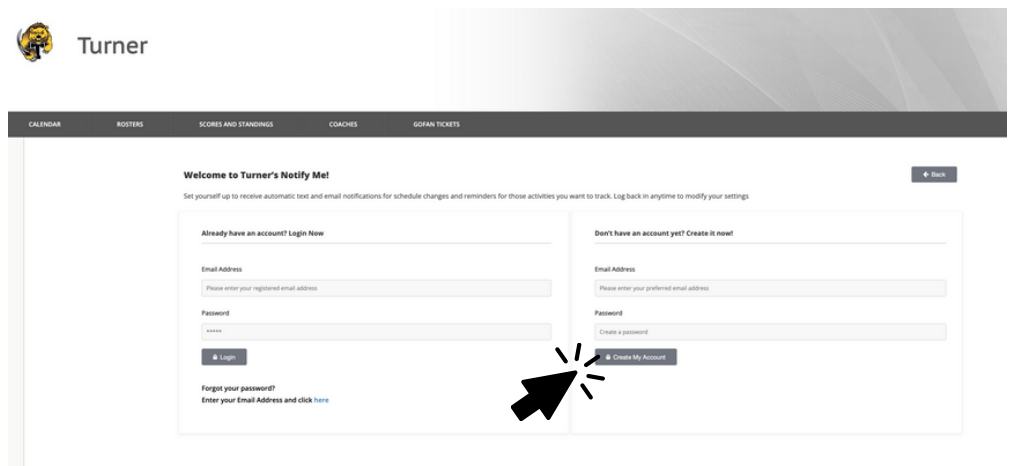 Turner
CALENDAR ROSTERS SCORES AND STANDINGS COACHES GOFAN TICKETS
Welcome to Turner's Notify Me!
Back
Set yourself up to receive automatic text and email notifications for schedule changes and reminders for those activities you want to track. Log back in anytime to modify your settings
Already have an account? Login Now
Email Address
Please enter your registered email address
Password
*****
Login
Forgot your password?
Enter your Email Address and click here
Don't have an account yet? Create it now!
Email Address
Please enter your preferred email address
Password
Create a password
Create My Account